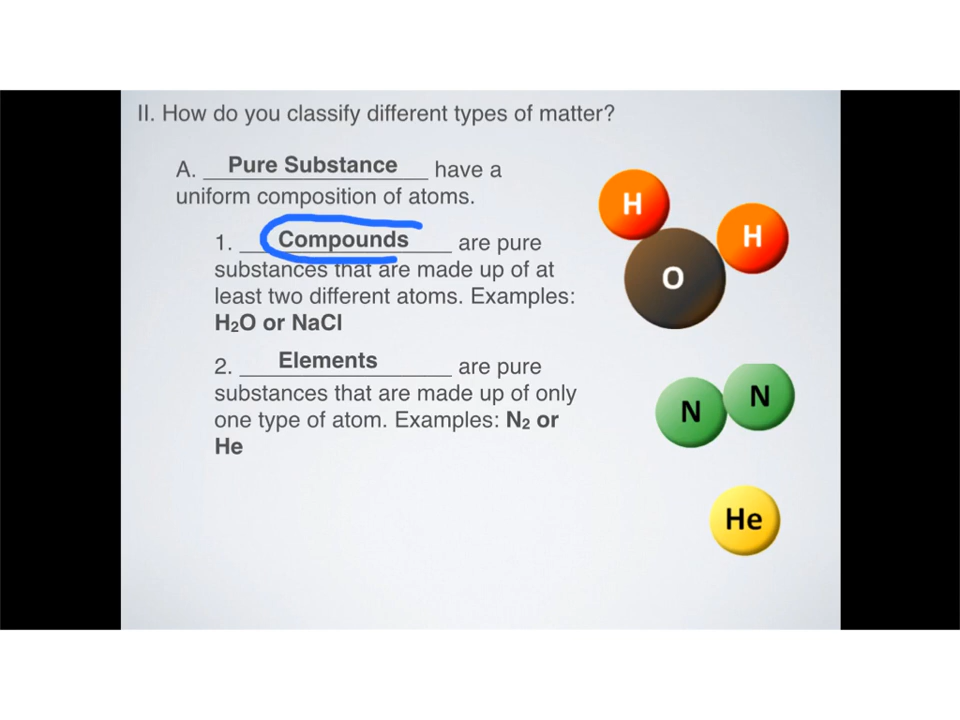 II. How do you classify different types of matter?
A. Pure Substance have a
uniform composition of atoms.
1. Compounds are pure
substances that are made up of at
least two different atoms. Examples:
H₂O or NaCl
2. Elements are pure
substances that are made up of only
one type of atom. Examples: N₂ or
He
H
H
O
N
N
He